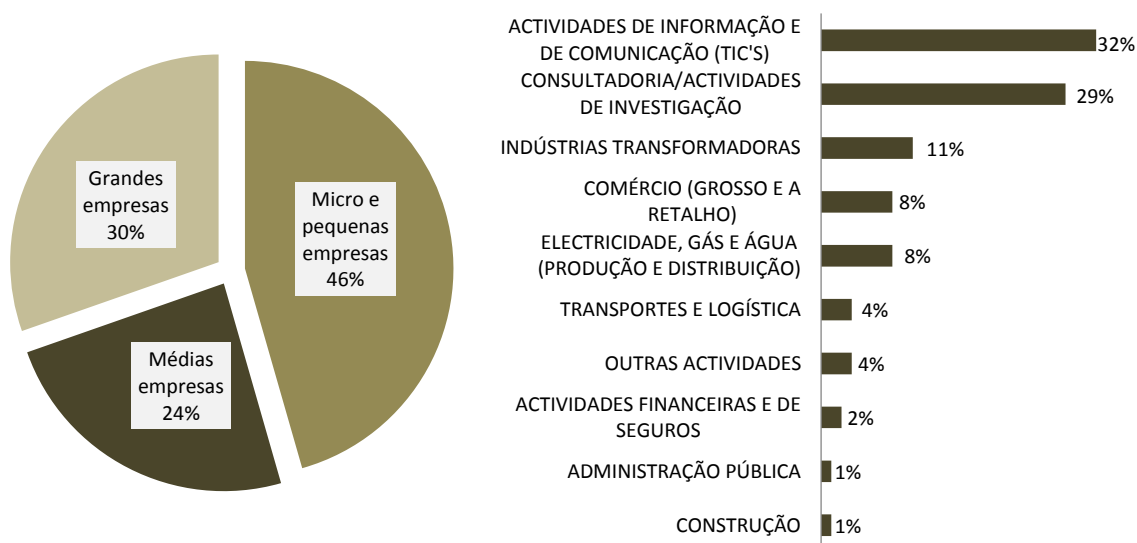 Grandes
empresas
30%
Micro e
pequenas
empresas
46%
Médias
empresas
24%
ACTIVIDADES DE INFORMAÇÃO E
DE COMUNICAÇÃO (TIC'S)
32%
CONSULTADORIA/ACTIVIDADES
DE INVESTIGAÇÃO
29%
INDÚSTRIAS TRANSFORMADORAS
11%
COMÉRCIO (GROSSO E A
RETALHO)
8%
ELECTRICIDADE, GÁS E ÁGUA
(PRODUÇÃO E DISTRIBUIÇÃO)
8%
TRANSPORTES E LOGÍSTICA
4%
OUTRAS ACTIVIDADES
4%
ACTIVIDADES FINANCEIRAS E DE
SEGUROS
2%
ADMINISTRAÇÃO PÚBLICA
1%
CONSTRUÇÃO
1%